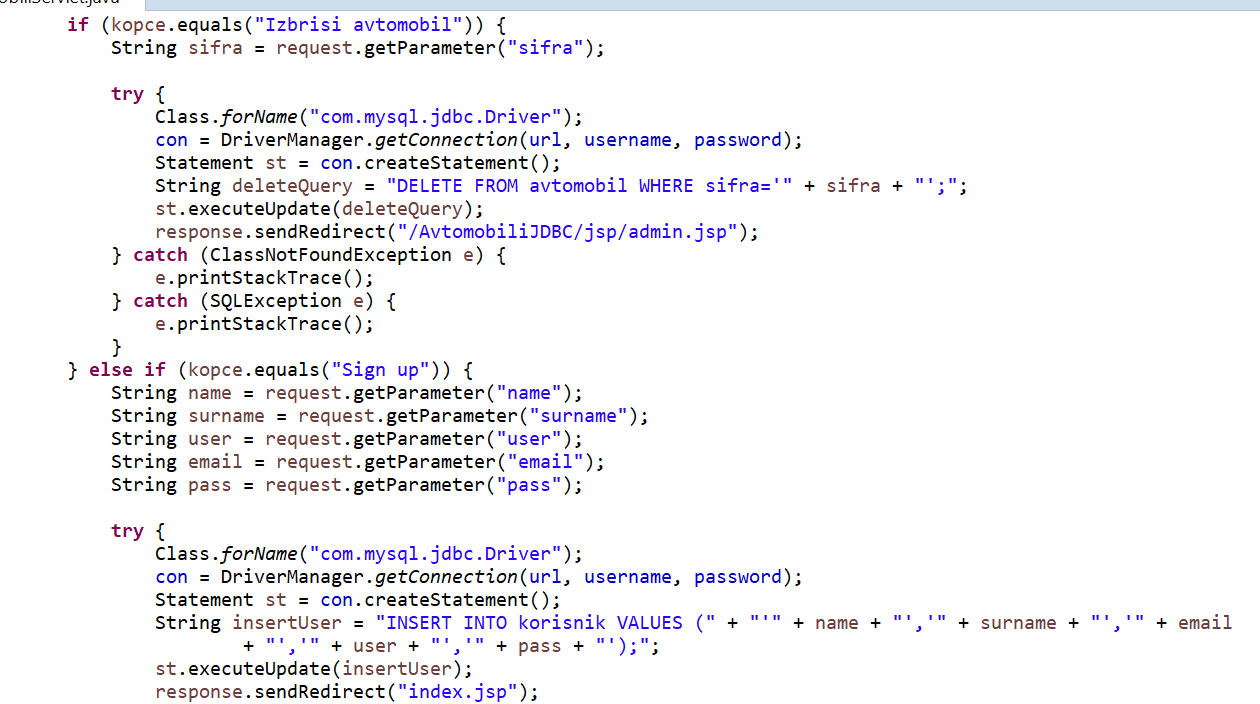 if (kopce.equals("Izbrisi avtomobil")) {
String sifra = request.getParameter("sifra");
try {
Class.forName("com.mysql.jdbc.Driver");
con = DriverManager.getConnection(url, username, password);
Statement st = con.createStatement();
String deleteQuery = "DELETE FROM avtomobil WHERE sifra='" + sifra + "';";
st.executeUpdate(deleteQuery);
response.sendRedirect("/AvtomobiliJDBC/jsp/admin.jsp");
} catch (ClassNotFoundException e) {
e.printStackTrace();
} catch (SQLException e) {
e.printStackTrace();
}
} else if (kopce.equals("Sign up")) {
String name = request.getParameter("name");
String surname = request.getParameter("surname");
String user = request.getParameter("user");
String email = request.getParameter("email");
String pass = request.getParameter("pass");
try {
Class.forName("com.mysql.jdbc.Driver");
con = DriverManager.getConnection(url, username, password);
Statement st = con.createStatement();
String insertUser = "INSERT INTO korisnik VALUES (" + "'" + name + "','" + surname + "','" + email
+ "','" + user + "','" + pass + "');";
st.executeUpdate(insertUser);
response.sendRedirect("index.jsp");